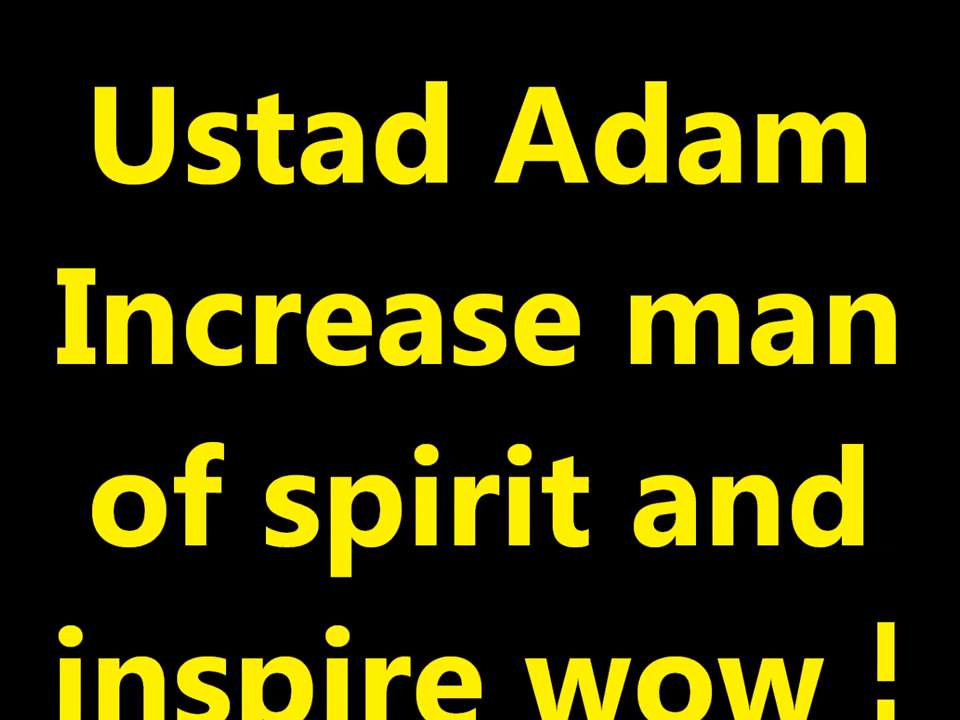 Ustad Adam
Increase man
of spirit and
inspire wow !